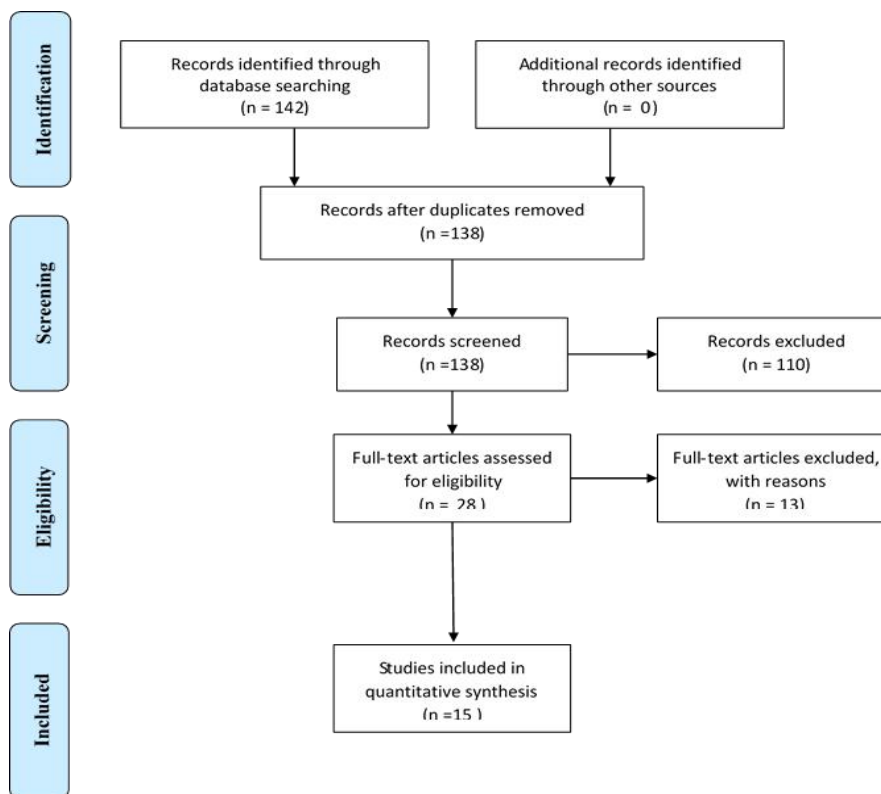 Identification
Records identified through
database searching
(n = 142)
Additional records identified
through other sources
(n = 0)
Records after duplicates removed
(n =138)
Screening
Records screened
(n=138)
Records excluded
(n = 110)
Eligibility
Full-text articles assessed
for eligibility
(n = 28)
Full-text articles excluded,
with reasons
(n = 13)
Included
Studies included in
quantitative synthesis
(n =15 )